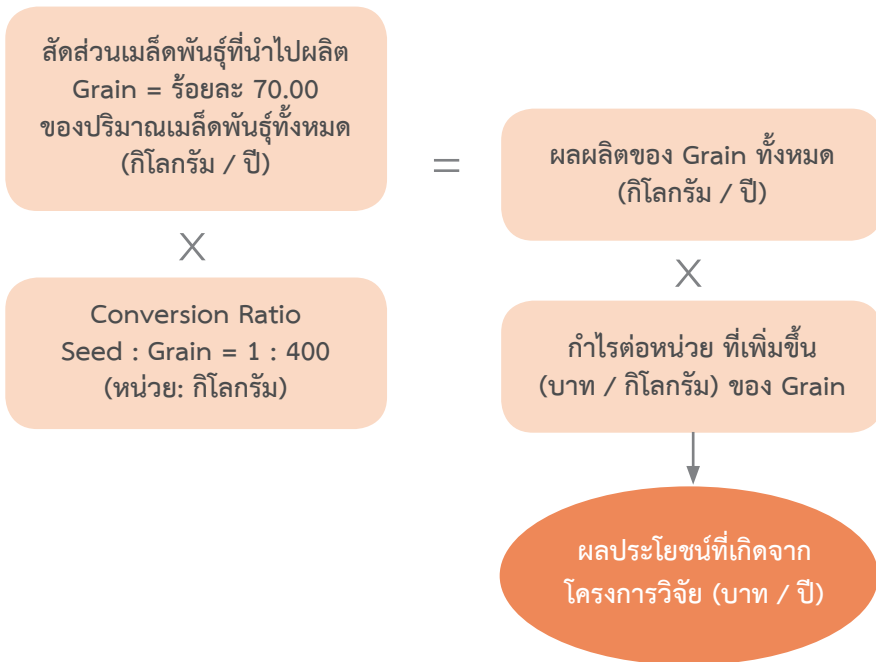 สัดส่วนเมล็ดพันธุ์ที่นำไปผลิต
Grain = ร้อยละ 70.00
ของปริมาณเมล็ดพันธุ์ทั้งหมด
(กิโลกรัม / ปี)
X
Conversion Ratio
Seed : Grain = 1 : 400
(หน่วย: กิโลกรัม)
=
ผลผลิตของ Grain ทั้งหมด
(กิโลกรัม / ปี)
X
กำไรต่อหน่วย ที่เพิ่มขึ้น
(บาท / กิโลกรัม) ของ Grain
ผลประโยชน์ที่เกิดจาก
โครงการวิจัย (บาท / ปี)